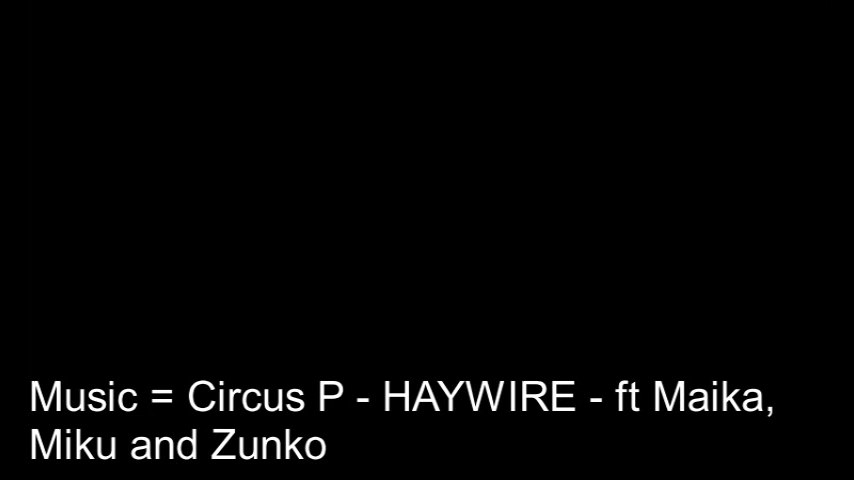 Music = Circus P - HAYWIRE - ft Maika,
Miku and Zunko